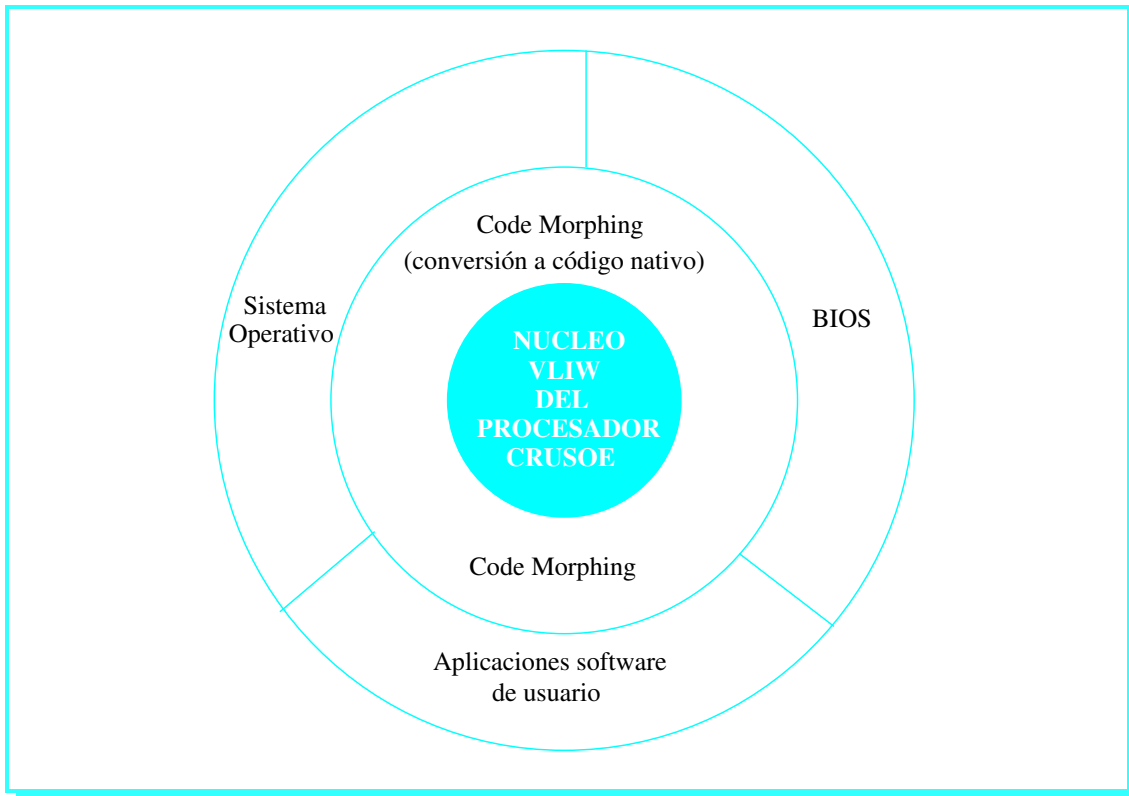 Code Morphing
(conversión a código nativo)
Sistema
Operativo
BIOS
NUCLEO
VLIW
DEL
PROCESADOR
CRUSOE
Code Morphing
Aplicaciones software
de usuario